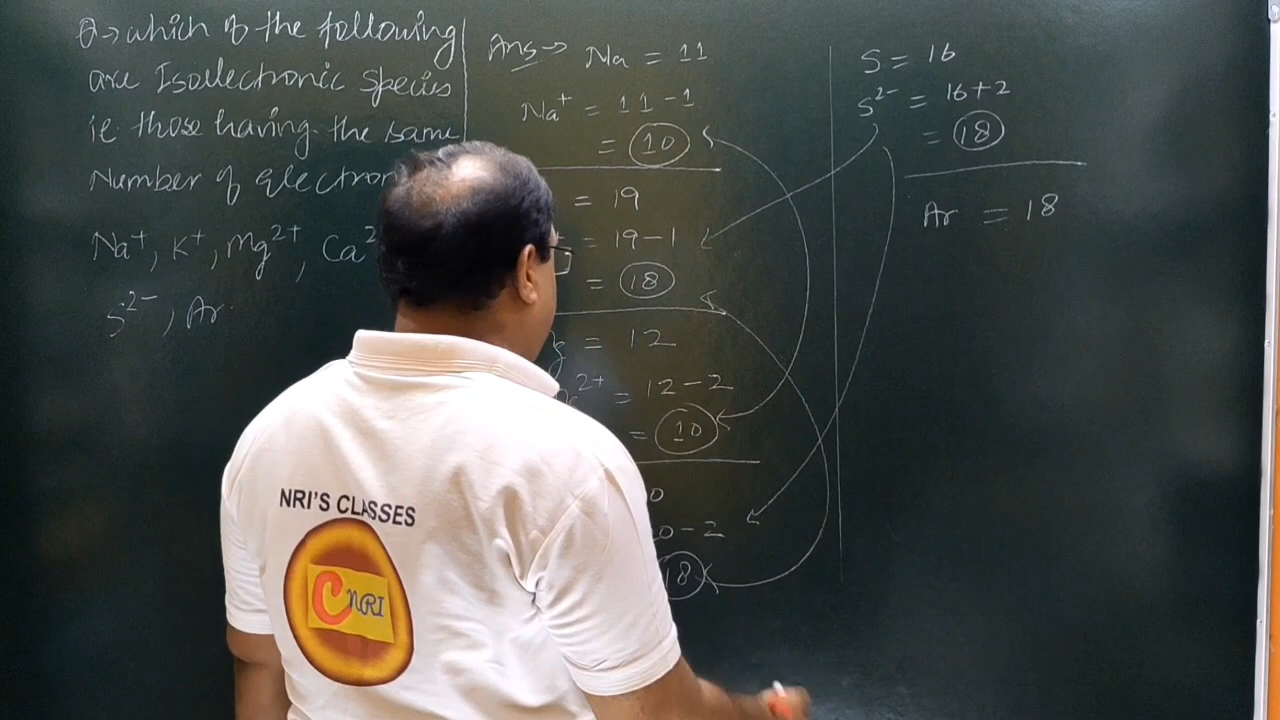 Q→ which of the following
are Isoelectronic species
ie those having the same
Number of electron
Na⁺, K⁺, Mg²⁺, Ca²
S²⁻, Ar.
Ans → Na = 11
Na⁺ = 11-1
= 10
= 19
+ = 19-1
= 18
g = 12
2+ = 12-2
= 10
0
0-2
18
S = 16
S²⁻ = 16+2
= 18
Ar = 18
NRI'S CLASSES
CNRI